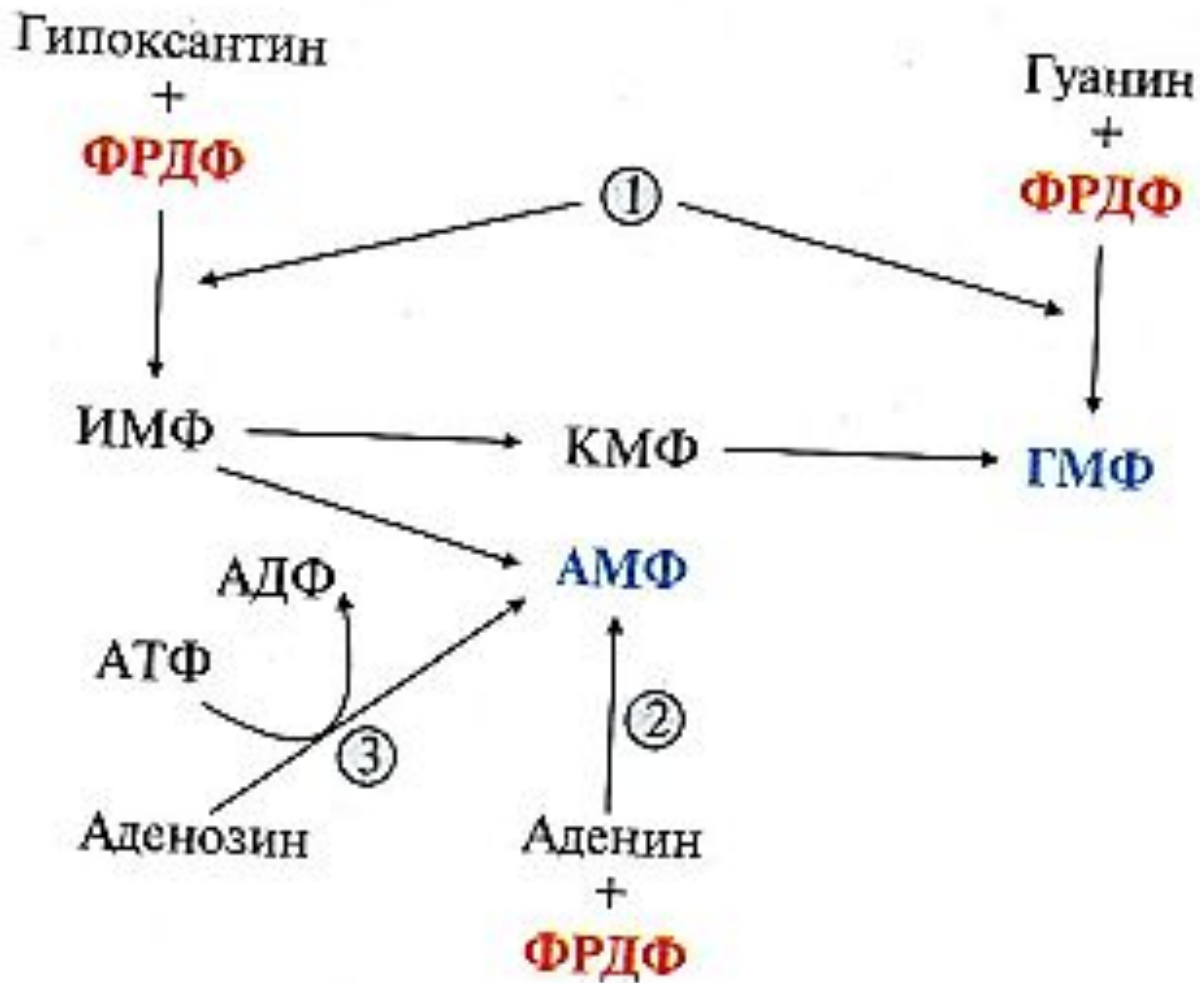 Гипоксантин
+
ФРДФ
Гуанин
+
ФРДФ
1
ИМФ
КМФ
ГМФ
АМФ
АДФ
АТФ
2
3
Аденозин
Аденин
+
ФРДФ